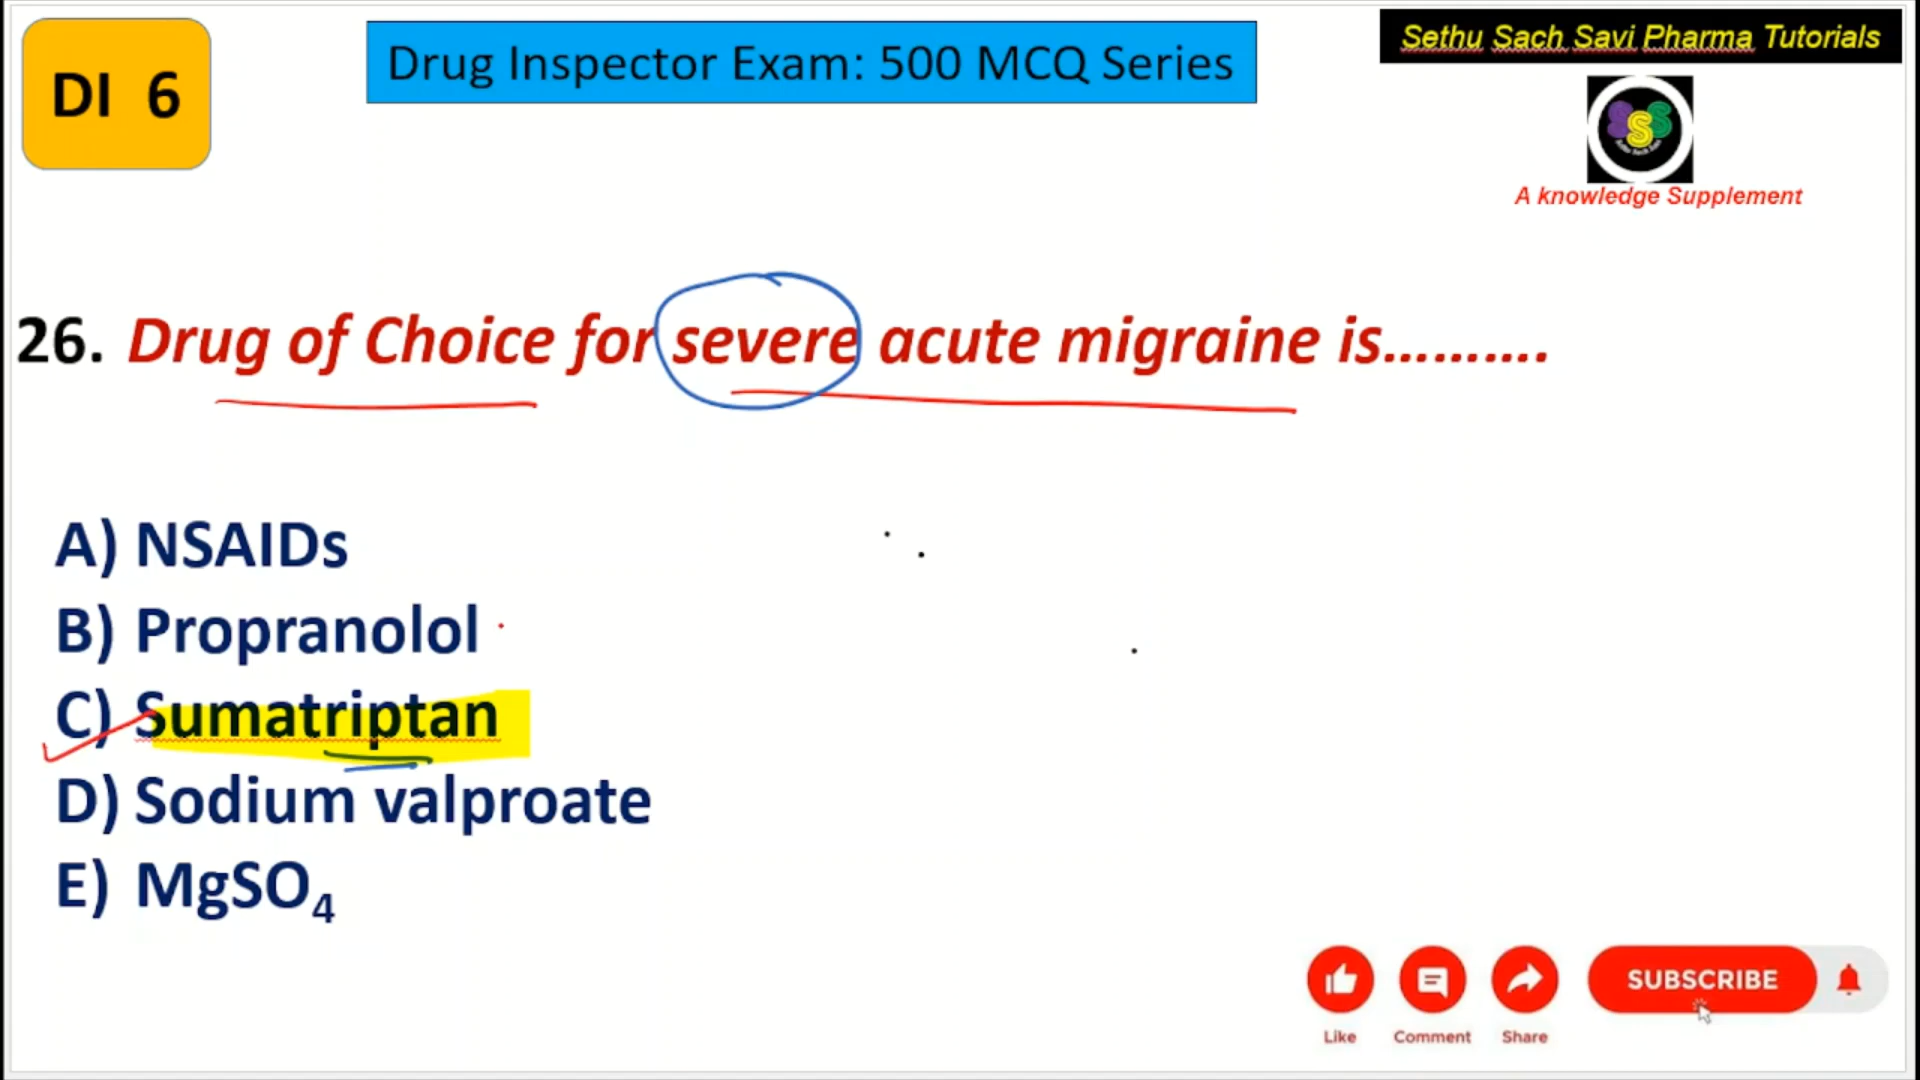 DI 6
Drug Inspector Exam: 500 MCQ Series
Sethu Sach Savi Pharma Tutorials
SSS
A knowledge Supplement
26. Drug of Choice for severe acute migraine is..........
A) NSAIDs
B) Propranolol
C) Sumatriptan
D) Sodium valproate
E) MgSO₄
SUBSCRIBE
Like Comment Share